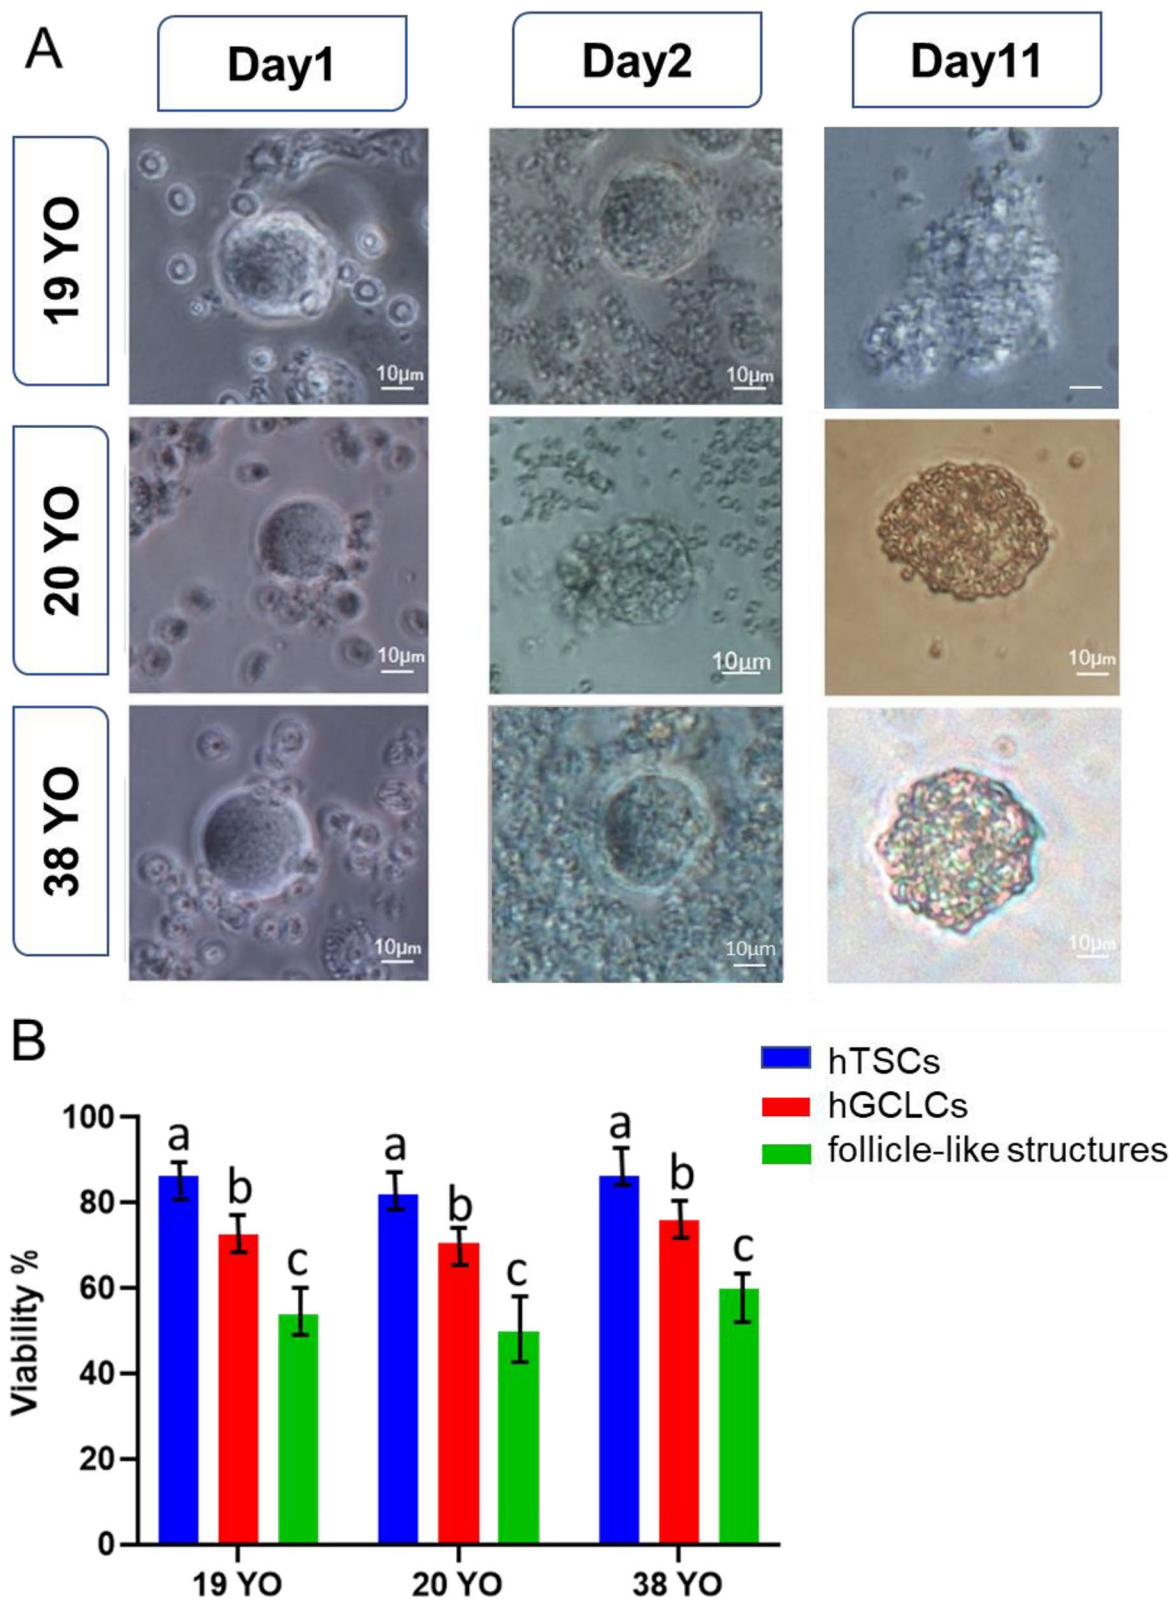 A
Day1
Day2
Day11
19 YO
10µm
10µm
20 YO
10µm
10µm
10µm
38 YO
10µm
10µm
10µm
B
hTSCs
hGCLCs
follicle-like structures
Viability %
100
80
60
40
20
0
a
b
c
a
b
c
a
b
c
19 YO
20 YO
38 YO